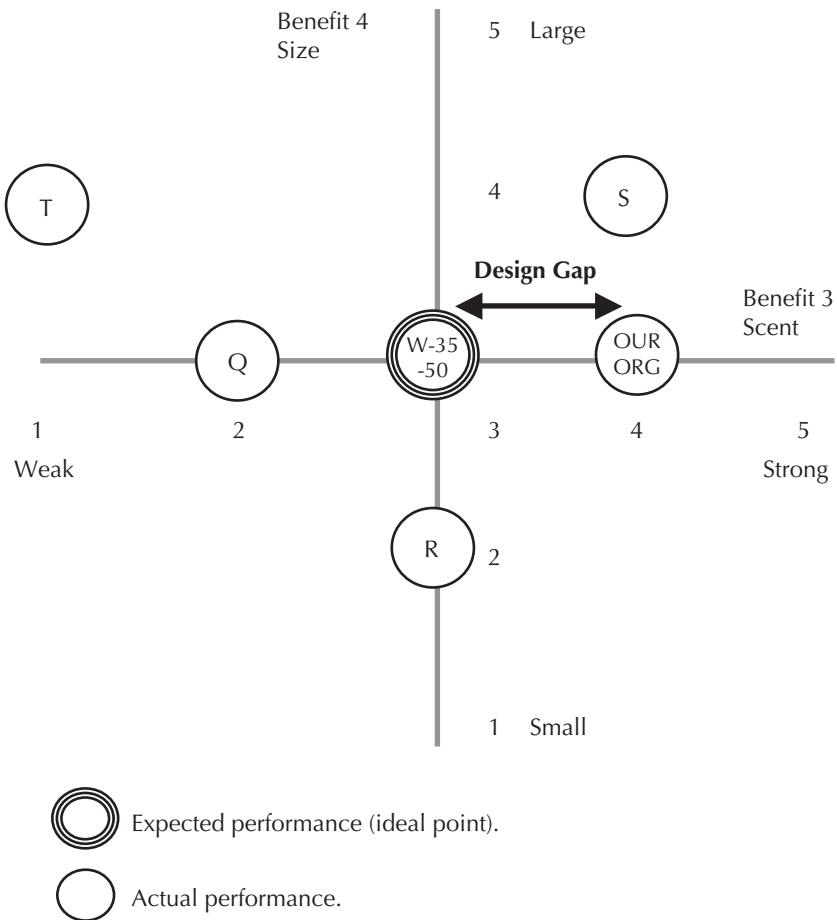 Benefit 4
Size
5 Large
T
4
S
Design Gap
Benefit 3
Scent
Q
W-35
-50
OUR
ORG
1
2
3
4
5
Weak
Strong
R
2
1 Small
Expected performance (ideal point).
Actual performance.